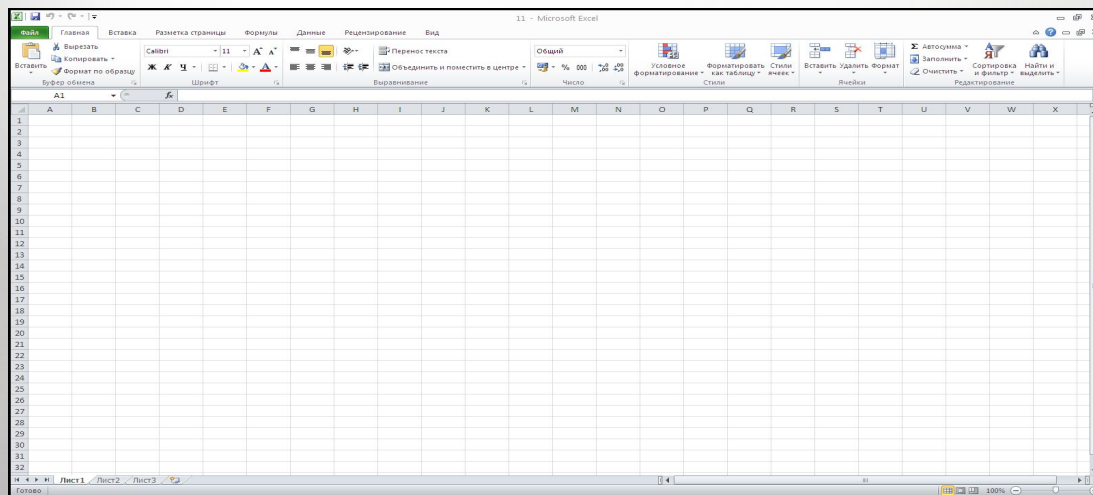 11 - Microsoft Excel
Файл Главная Вставка Разметка страницы Формулы Данные Рецензирование Вид
Вставить
Вырезать
Копировать
Формат по образцу
Буфер обмена
Calibri 11
Ж К Ч
Шрифт
Перенос текста
Объединить и поместить в центре
Выравнивание
Общий
% 000
Число
Условное форматирование
Форматировать как таблицу
Стили ячеек
Стили
Вставить Удалить Формат
Ячейки
Σ Автосумма
Заполнить
Очистить
Сортировка и фильтр
Найти и выделить
Редактирование
A1 fx
A B C D E F G H I J K L M N O P Q R S T U V W X
1
2
3
4
5
6
7
8
9
10
11
12
13
14
15
16
17
18
19
20
21
22
23
24
25
26
27
28
29
30
31
32
Лист1 Лист2 Лист3
Готово 100%